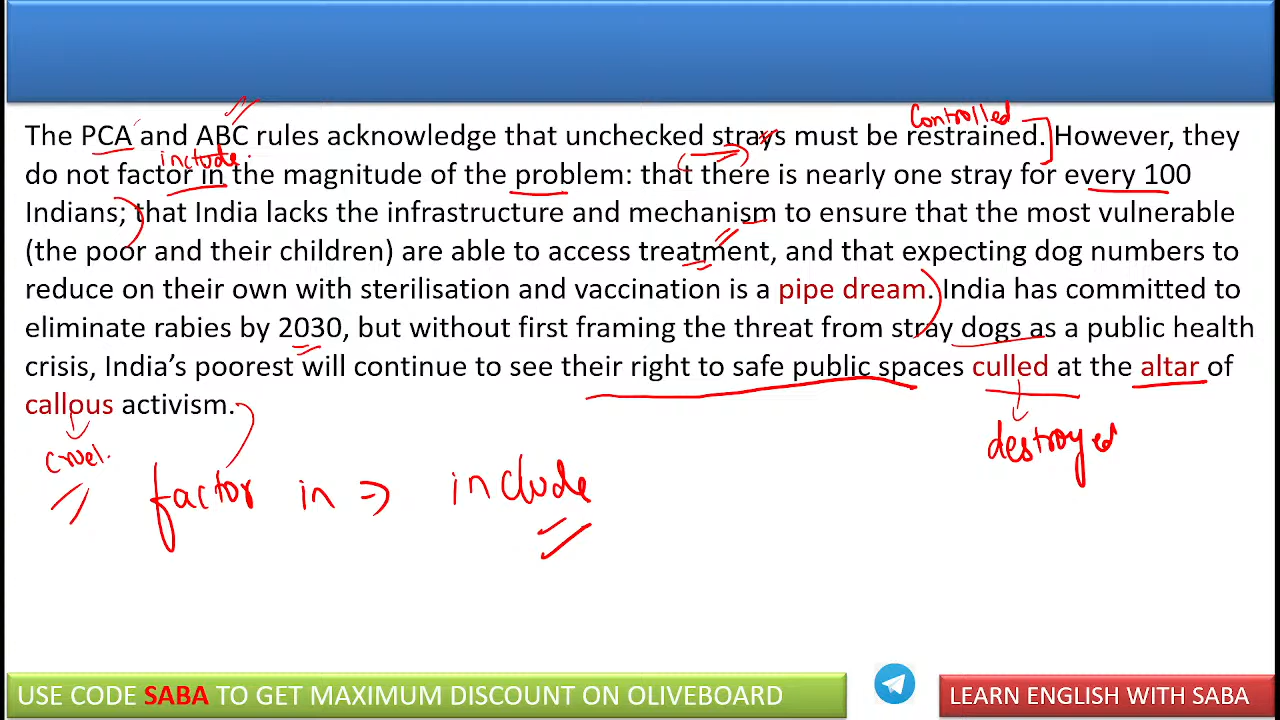 Controlled
The PCA and ABC rules acknowledge that unchecked strays must be restrained. However, they
include
do not factor in the magnitude of the problem: that there is nearly one stray for every 100
Indians; that India lacks the infrastructure and mechanism to ensure that the most vulnerable
(the poor and their children) are able to access treatment, and that expecting dog numbers to
reduce on their own with sterilisation and vaccination is a pipe dream. India has committed to
eliminate rabies by 2030, but without first framing the threat from stray dogs as a public health
crisis, India’s poorest will continue to see their right to safe public spaces culled at the altar of
callous activism.
cruel.
destroyed
factor in => include
USE CODE SABA TO GET MAXIMUM DISCOUNT ON OLIVEBOARD
LEARN ENGLISH WITH SABA